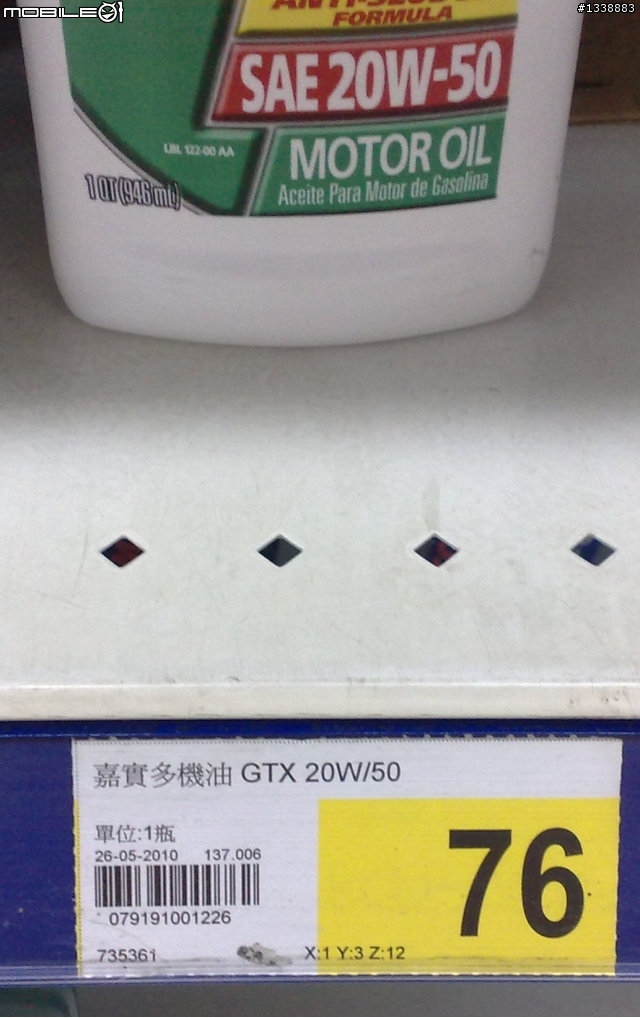 MOBILE01
#1338883
ANTI-SLUDGE
FORMULA
SAE 20W-50
LBL 122-00 AA
MOTOR OIL
1 QT (946 mL)
Aceite Para Motor de Gasolina
嘉實多機油 GTX 20W/50
單位:1瓶
26-05-2010 137.006
76
079191001226
735361
X:1 Y:3 Z:12